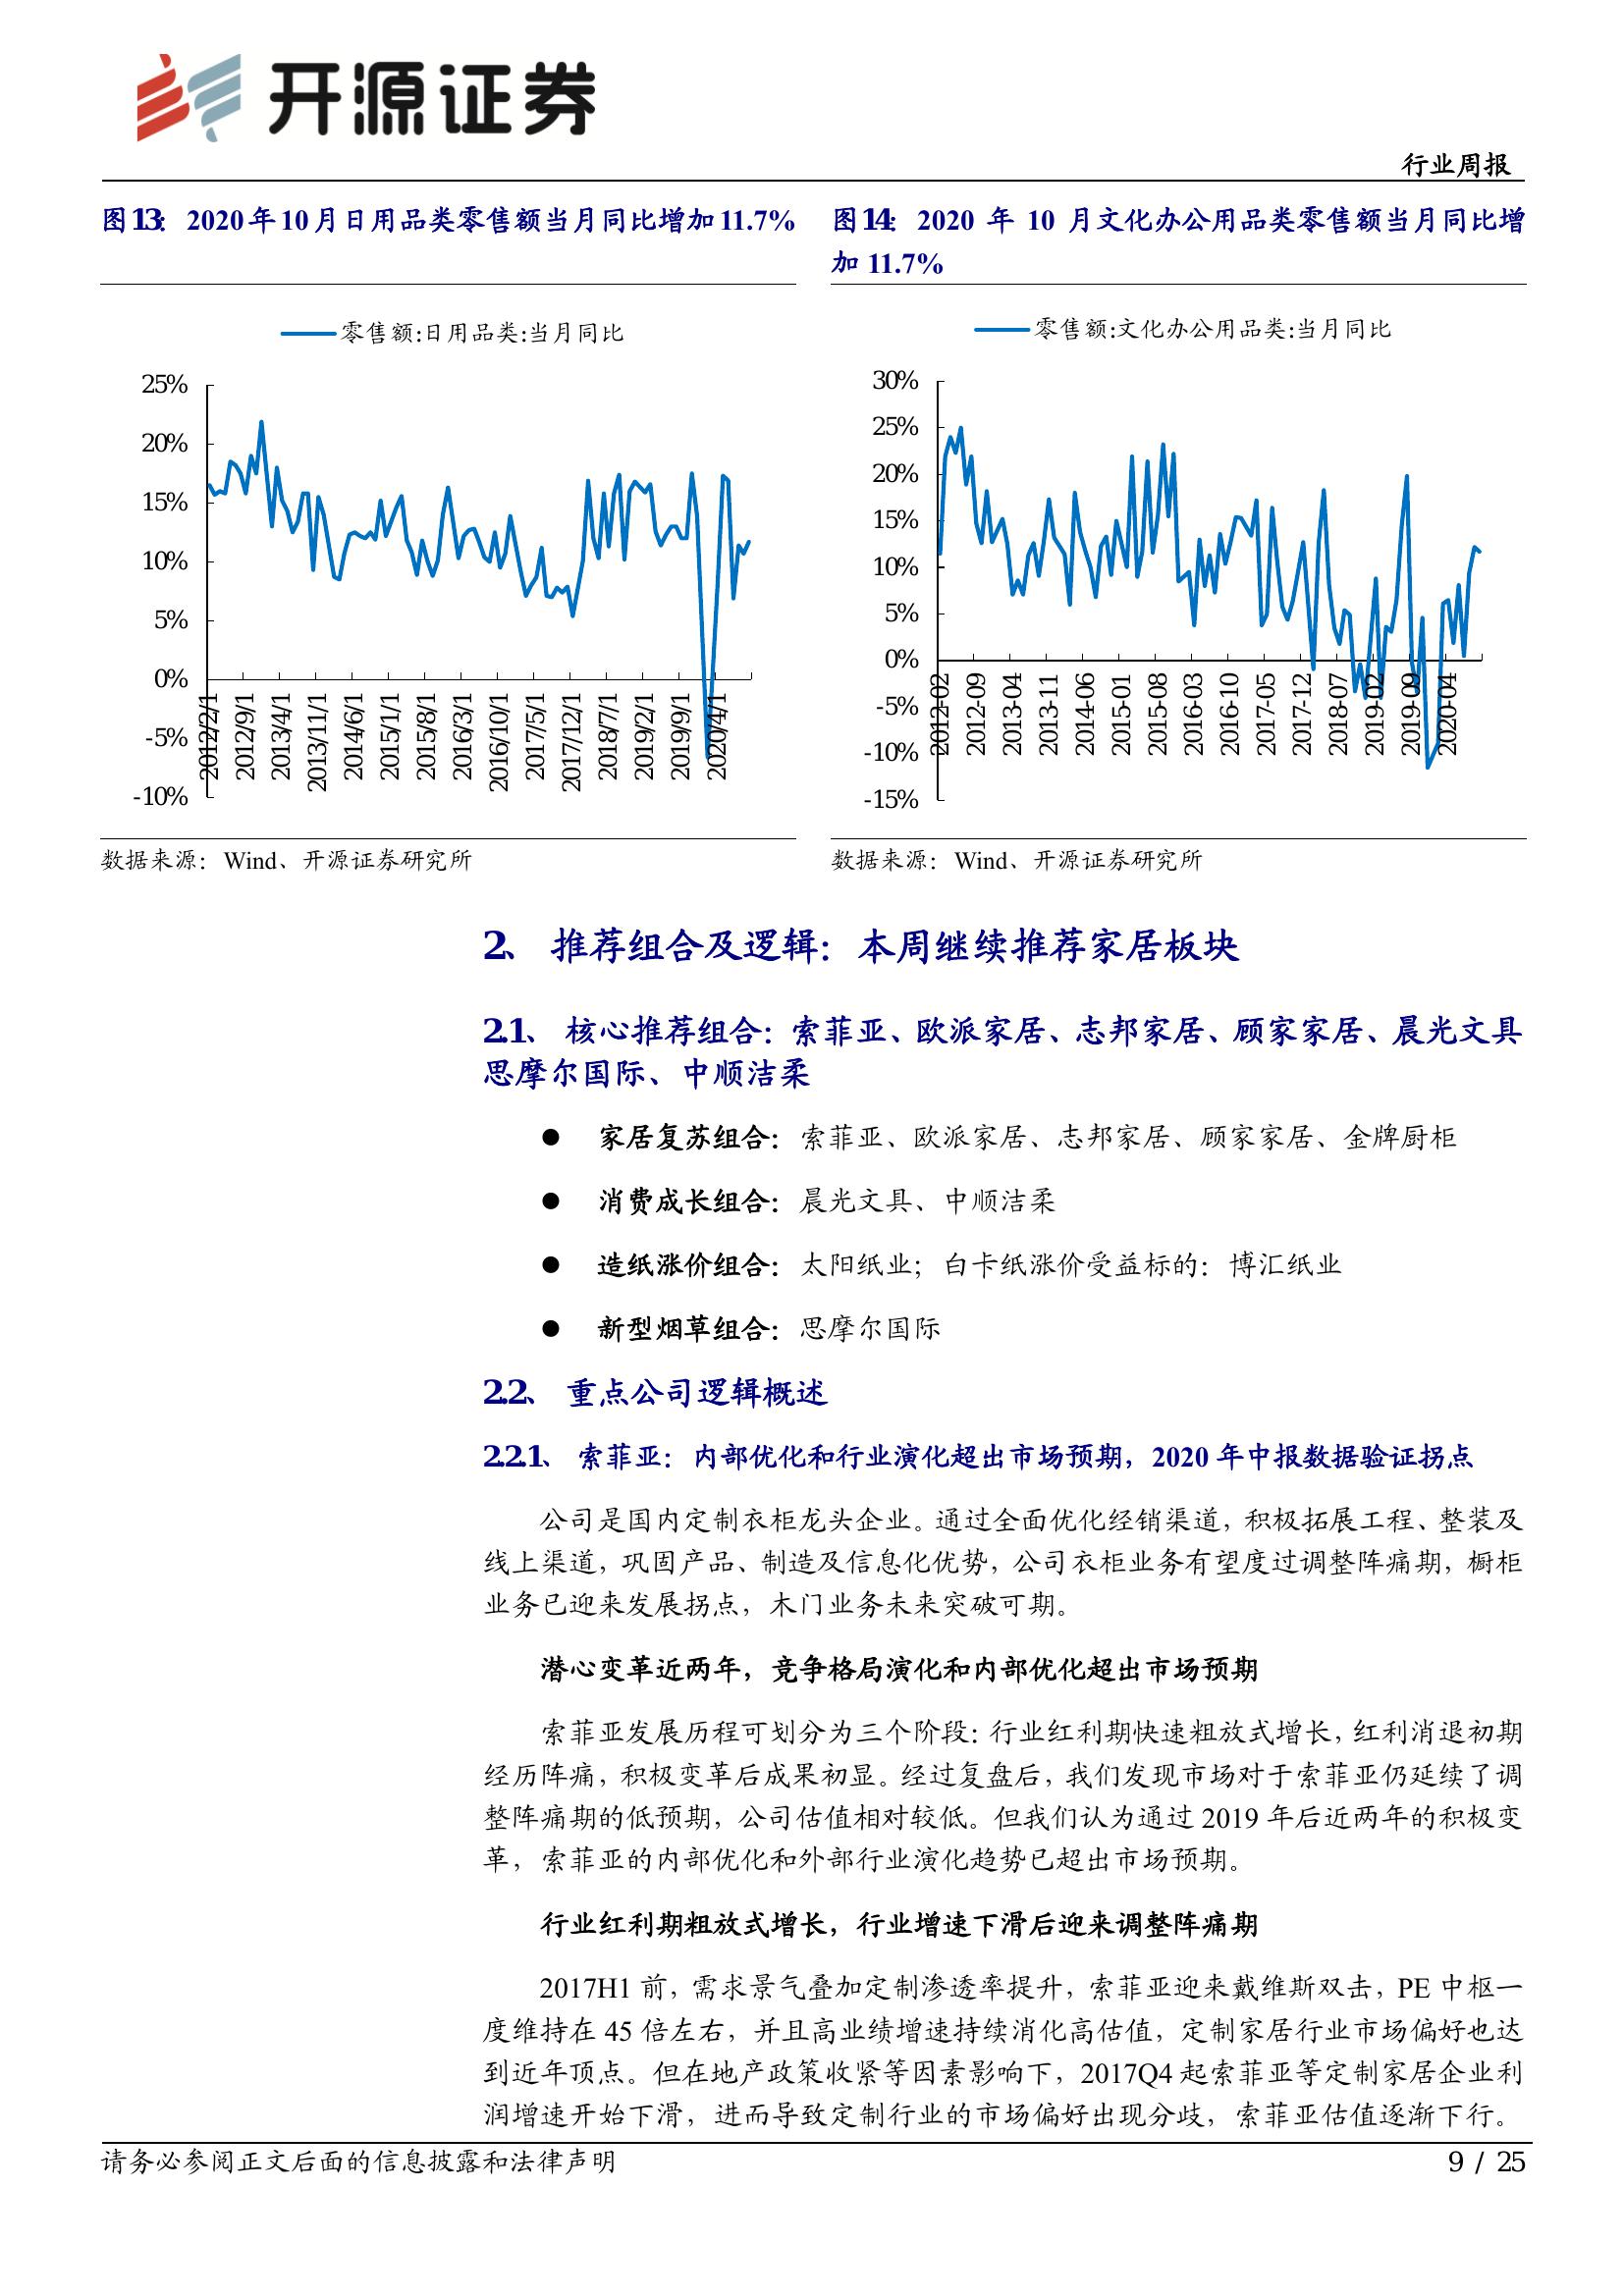 开源证券
行业周报
图13： 2020年10月日用品类零售额当月同比增加11.7%
图14： 2020 年 10 月文化办公用品类零售额当月同比增
加 11.7%
零售额:日用品类:当月同比
25%
20%
15%
10%
5%
0%
-5%
-10%
2012/2/1
2012/9/1
2013/4/1
2013/11/1
2014/6/1
2015/1/1
2015/8/1
2016/3/1
2016/10/1
2017/5/1
2017/12/1
2018/7/1
2019/2/1
2019/9/1
2020/4/1
零售额:文化办公用品类:当月同比
30%
25%
20%
15%
10%
5%
0%
-5%
-10%
-15%
2012-02
2012-09
2013-04
2013-11
2014-06
2015-01
2015-08
2016-03
2016-10
2017-05
2017-12
2018-07
2019-02
2019-09
2020-04
数据来源：Wind、开源证券研究所
数据来源：Wind、开源证券研究所
2、 推荐组合及逻辑：本周继续推荐家居板块
2.1、 核心推荐组合：索菲亚、欧派家居、志邦家居、顾家家居、晨光文具
思摩尔国际、中顺洁柔
● 家居复苏组合：索菲亚、欧派家居、志邦家居、顾家家居、金牌厨柜
● 消费成长组合：晨光文具、中顺洁柔
● 造纸涨价组合：太阳纸业；白卡纸涨价受益标的：博汇纸业
● 新型烟草组合：思摩尔国际
2.2、 重点公司逻辑概述
2.2.1、 索菲亚：内部优化和行业演化超出市场预期，2020 年中报数据验证拐点
公司是国内定制衣柜龙头企业。通过全面优化经销渠道，积极拓展工程、整装及
线上渠道，巩固产品、制造及信息化优势，公司衣柜业务有望度过调整阵痛期，橱柜
业务已迎来发展拐点，木门业务未来突破可期。
潜心变革近两年，竞争格局演化和内部优化超出市场预期
索菲亚发展历程可划分为三个阶段：行业红利期快速粗放式增长，红利消退初期
经历阵痛，积极变革后成果初显。经过复盘后，我们发现市场对于索菲亚仍延续了调
整阵痛期的低预期，公司估值相对较低。但我们认为通过 2019 年后近两年的积极变
革，索菲亚的内部优化和外部行业演化趋势已超出市场预期。
行业红利期粗放式增长，行业增速下滑后迎来调整阵痛期
2017H1 前，需求景气叠加定制渗透率提升，索菲亚迎来戴维斯双击，PE 中枢一
度维持在 45 倍左右，并且高业绩增速持续消化高估值，定制家居行业市场偏好也达
到近年顶点。但在地产政策收紧等因素影响下，2017Q4 起索菲亚等定制家居企业利
润增速开始下滑，进而导致定制行业的市场偏好出现分歧，索菲亚估值逐渐下行。
请务必参阅正文后面的信息披露和法律声明
9 / 25